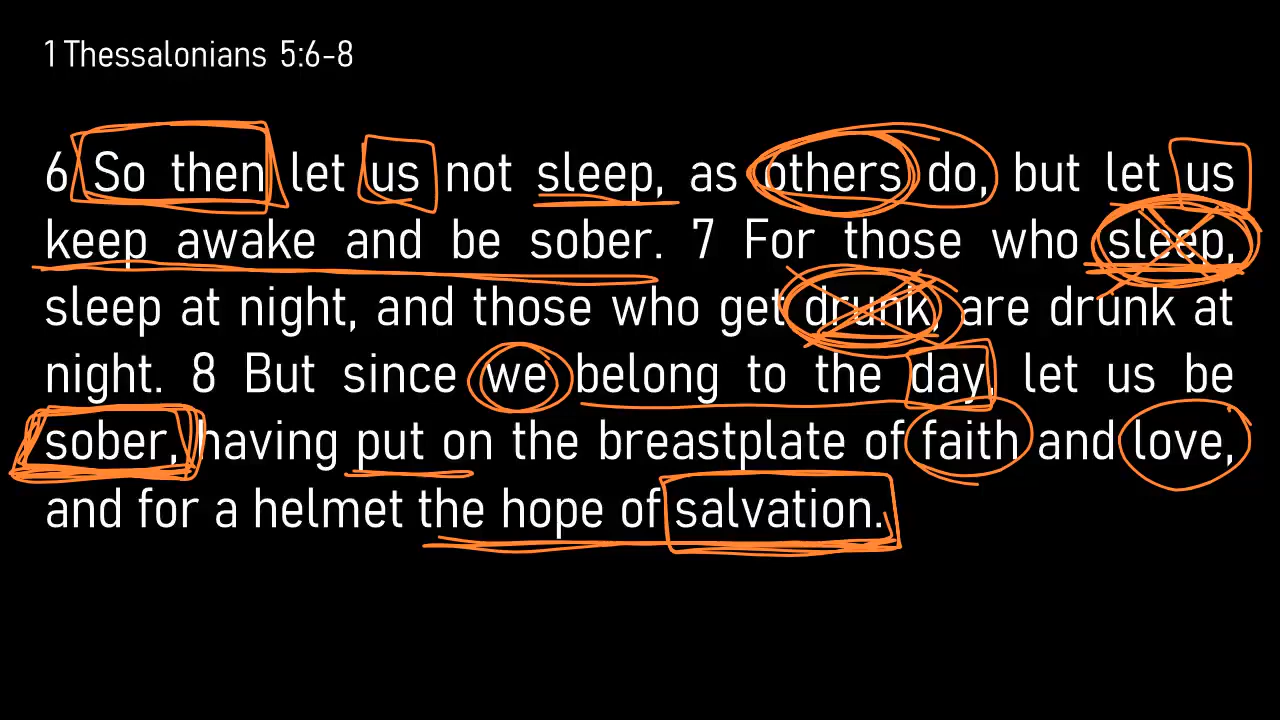 1 Thessalonians 5:6-8
6 So then let us not sleep, as others do, but let us
keep awake and be sober. 7 For those who sleep,
sleep at night, and those who get drunk, are drunk at
night. 8 But since we belong to the day, let us be
sober, having put on the breastplate of faith and love,
and for a helmet the hope of salvation.